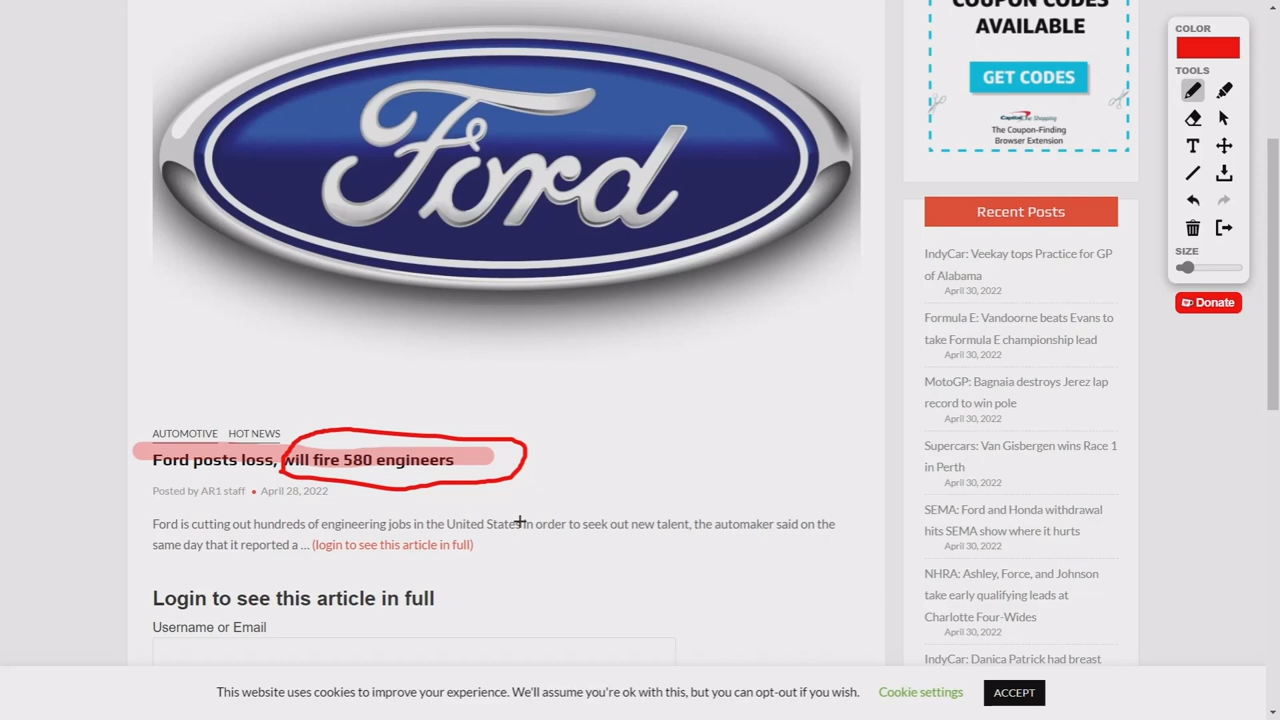 COUPON CODES
AVAILABLE
GET CODES
Capital One Shopping
The Coupon-Finding
Browser Extension
Ford
COLOR
TOOLS
T
SIZE
Donate
Recent Posts
IndyCar: Veekay tops Practice for GP
of Alabama
April 30, 2022
Formula E: Vandoorne beats Evans to
take Formula E championship lead
April 30, 2022
MotoGP: Bagnaia destroys Jerez lap
record to win pole
April 30, 2022
Supercars: Van Gisbergen wins Race 1
in Perth
April 30, 2022
SEMA: Ford and Honda withdrawal
hits SEMA show where it hurts
April 30, 2022
NHRA: Ashley, Force, and Johnson
take early qualifying leads at
Charlotte Four-Wides
April 30, 2022
IndyCar: Danica Patrick had breast
AUTOMOTIVE HOT NEWS
Ford posts loss, will fire 580 engineers
Posted by AR1 staff • April 28, 2022
Ford is cutting out hundreds of engineering jobs in the United States in order to seek out new talent, the automaker said on the
same day that it reported a ... (login to see this article in full)
Login to see this article in full
Username or Email
This website uses cookies to improve your experience. We'll assume you're ok with this, but you can opt-out if you wish. Cookie settings ACCEPT